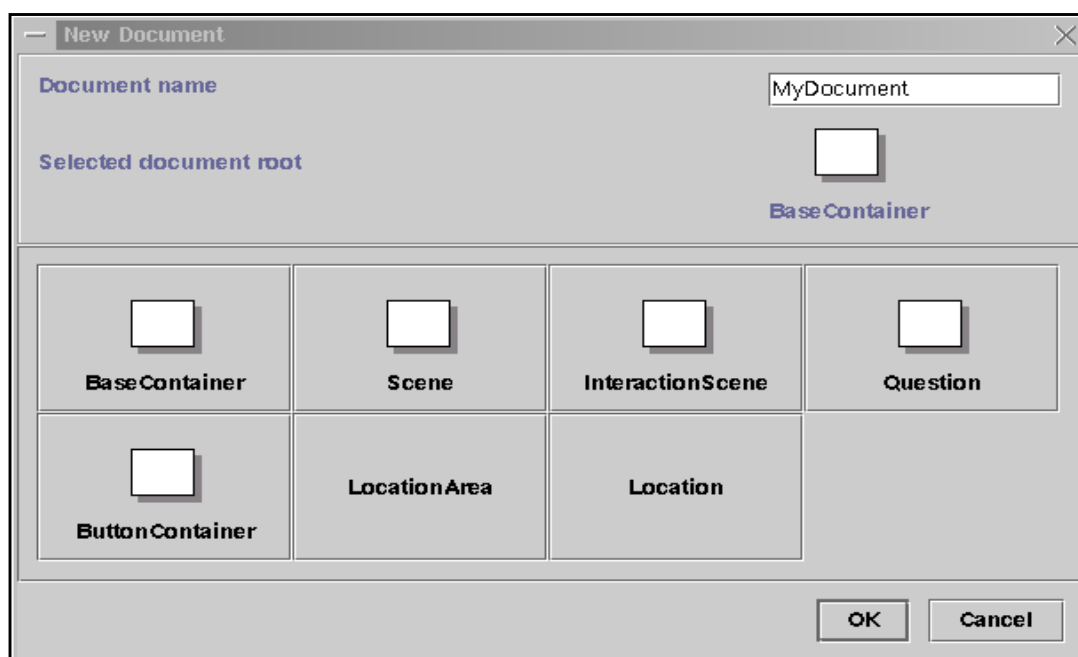 New Document
Document name
MyDocument
Selected document root
BaseContainer
BaseContainer
Scene
InteractionScene
Question
ButtonContainer
LocationArea
Location
OK
Cancel